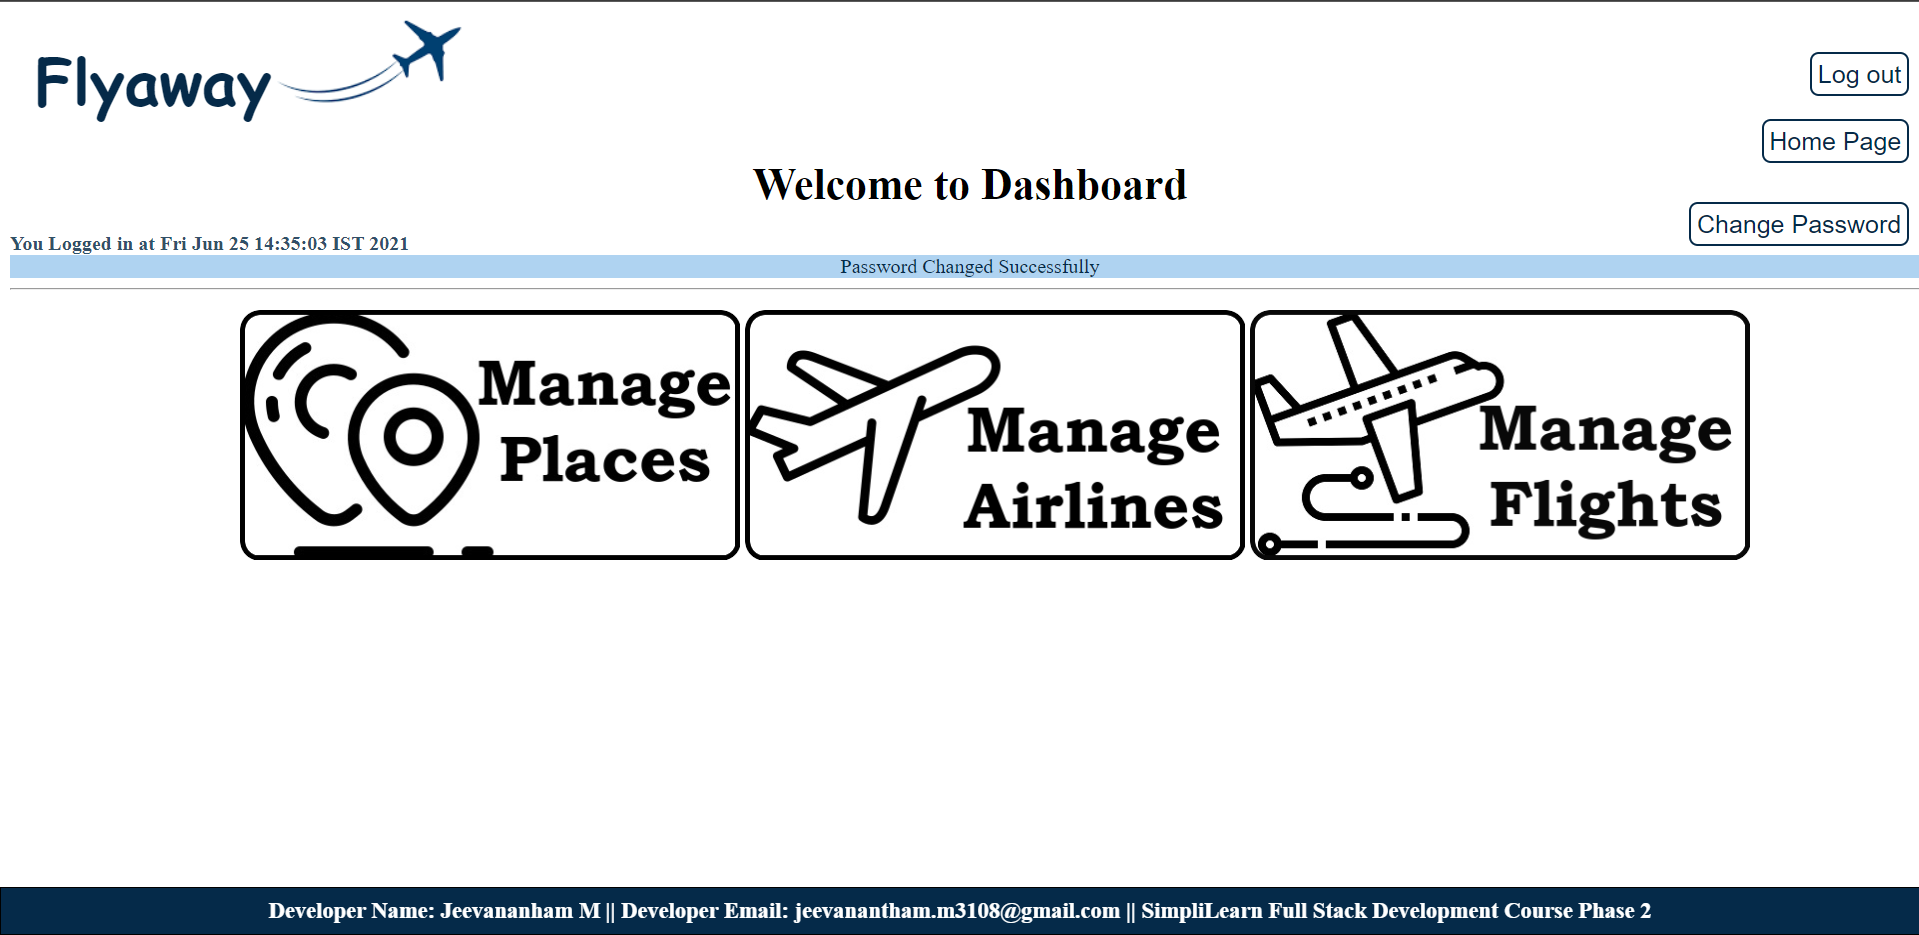 Flyaway
Log out
Home Page
Welcome to Dashboard
Change Password
You Logged in at Fri Jun 25 14:35:03 IST 2021
Password Changed Successfully
Manage
Places
Manage
Airlines
Manage
Flights
Developer Name: Jeevananham M || Developer Email: jeevanantham.m3108@gmail.com || SimpliLearn Full Stack Development Course Phase 2